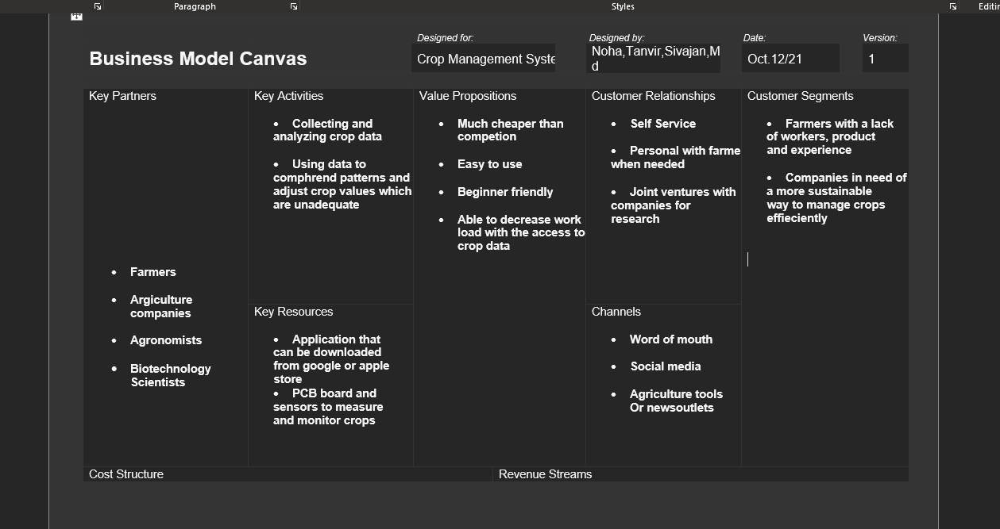 Paragraph
Styles
Editin
Business Model Canvas
Designed for:
Crop Management Syste
Designed by:
Noha,Tanvir,Sivajan,M
d
Date:
Oct.12/21
Version:
1
Key Partners
• Farmers
• Argiculture
companies
• Agronomists
• Biotechnology
Scientists
Key Activities
• Collecting and
analyzing crop data
• Using data to
comphrend patterns and
adjust crop values which
are unadequate
Key Resources
• Application that
can be downloaded
from google or apple
store
• PCB board and
sensors to measure
and monitor crops
Value Propositions
• Much cheaper than
competion
• Easy to use
• Beginner friendly
• Able to decrease work
load with the access to
crop data
Customer Relationships
• Self Service
• Personal with farme
when needed
• Joint ventures with
companies for
research
Channels
• Word of mouth
• Social media
• Agriculture tools
Or newsoutlets
Customer Segments
• Farmers with a lack
of workers, product
and experience
• Companies in need of
a more sustainable
way to manage crops
effieciently
Cost Structure
Revenue Streams